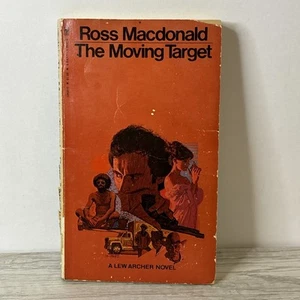 Ross Macdonald
The Moving Target
A LEW ARCHER NOVEL